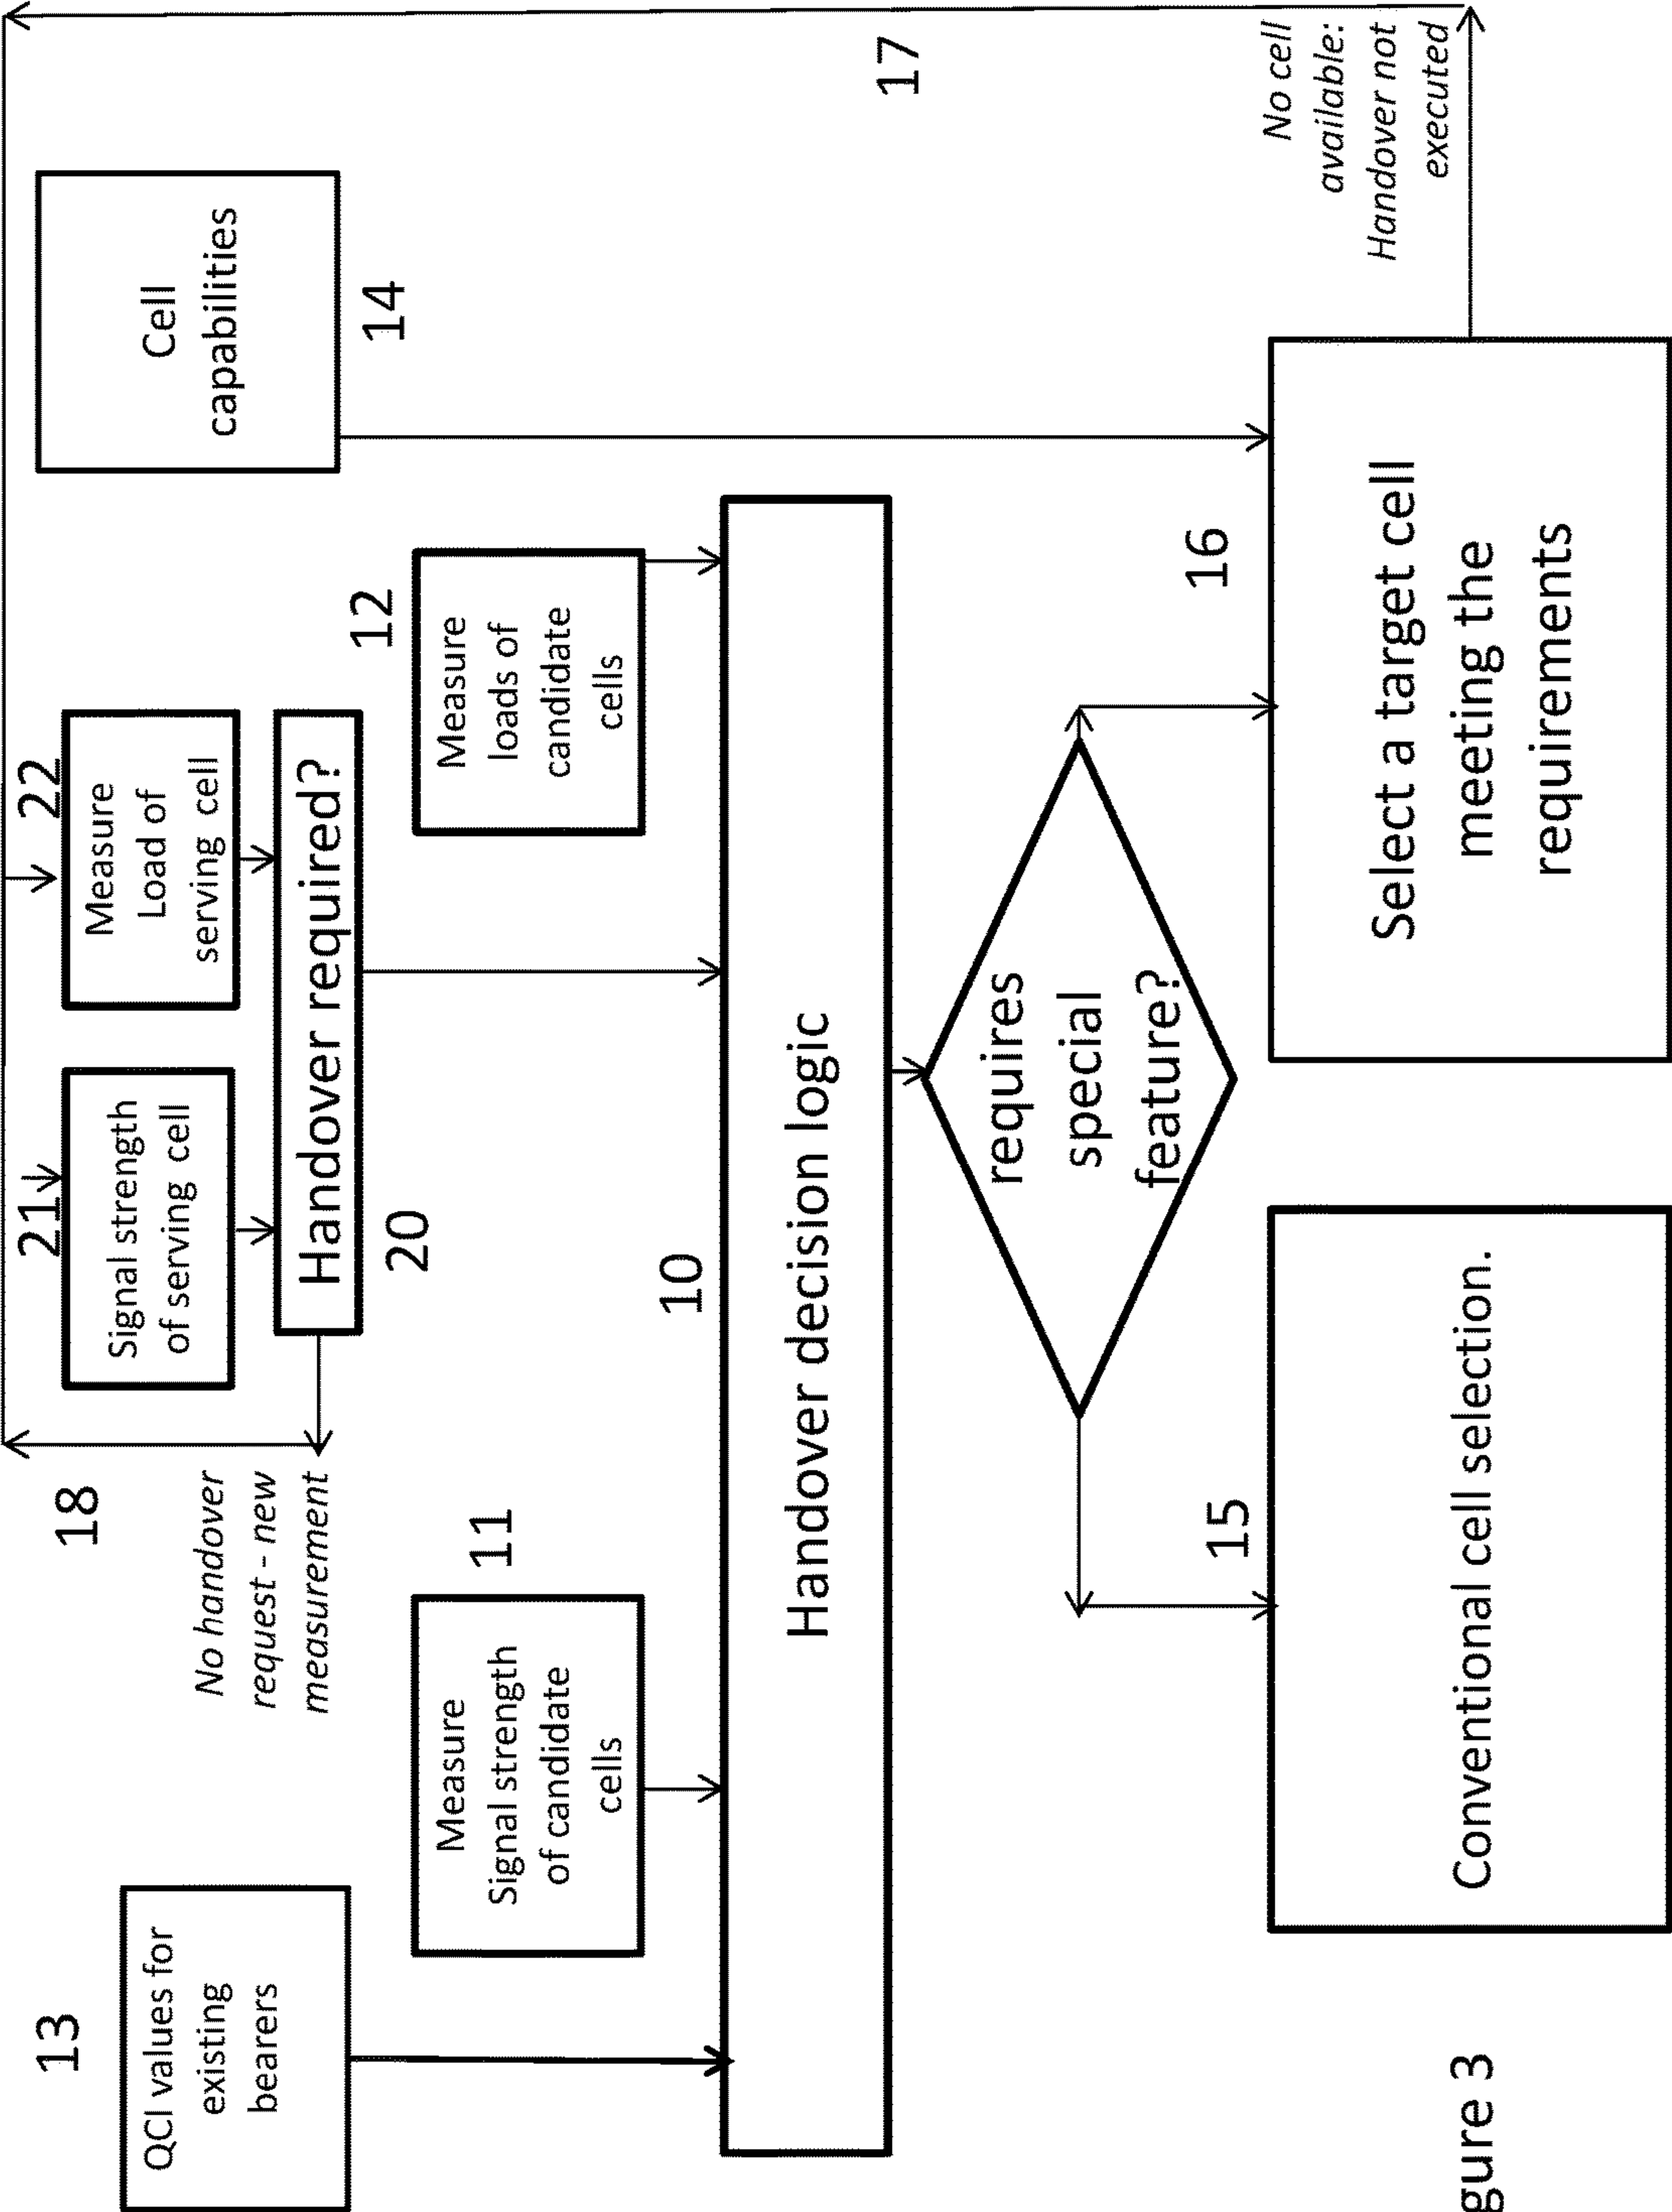 13
QCI values for
existing
bearers
18
No handover
request - new
measurement
21
Signal strength
of serving cell
22
Measure
Load of
serving cell
Handover required?
20
Cell
capabilities
14
11
Measure
Signal strength
of candidate
cells
12
Measure
loads of
candidate
cells
10
Handover decision logic
17
requires
special
feature?
15
Conventional cell selection.
16
Select a target cell
meeting the
requirements
No cell
available:
Handover not
executed
gure 3